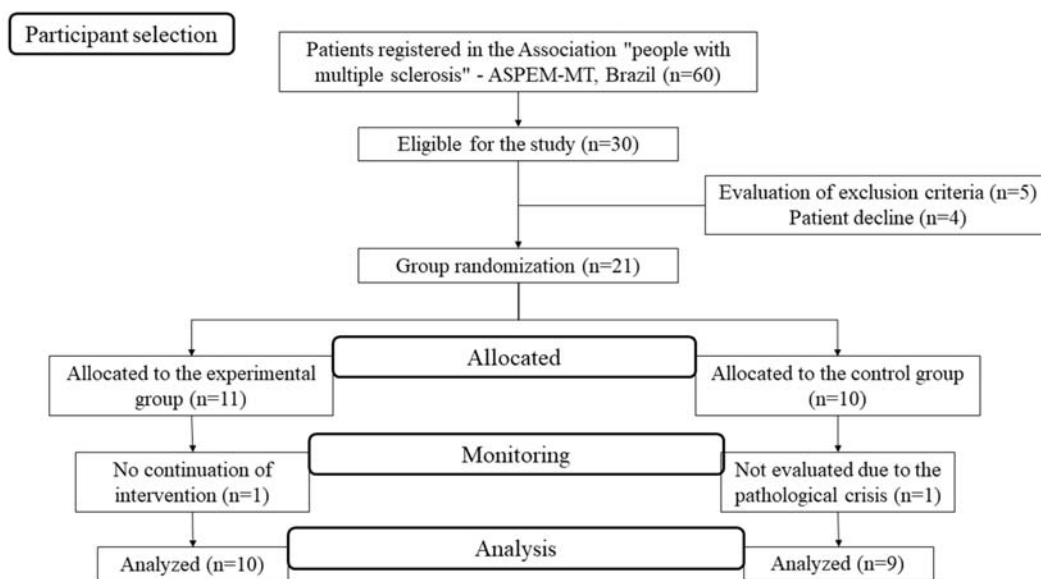 Participant selection
Patients registered in the Association "people with
multiple sclerosis" - ASPEM-MT, Brazil (n=60)
Eligible for the study (n=30)
Evaluation of exclusion criteria (n=5)
Patient decline (n=4)
Group randomization (n=21)
Allocated
Allocated to the experimental
group (n=11)
Allocated to the control group
(n=10)
Monitoring
No continuation of
intervention (n=1)
Not evaluated due to the
pathological crisis (n=1)
Analysis
Analyzed (n=10)
Analyzed (n=9)